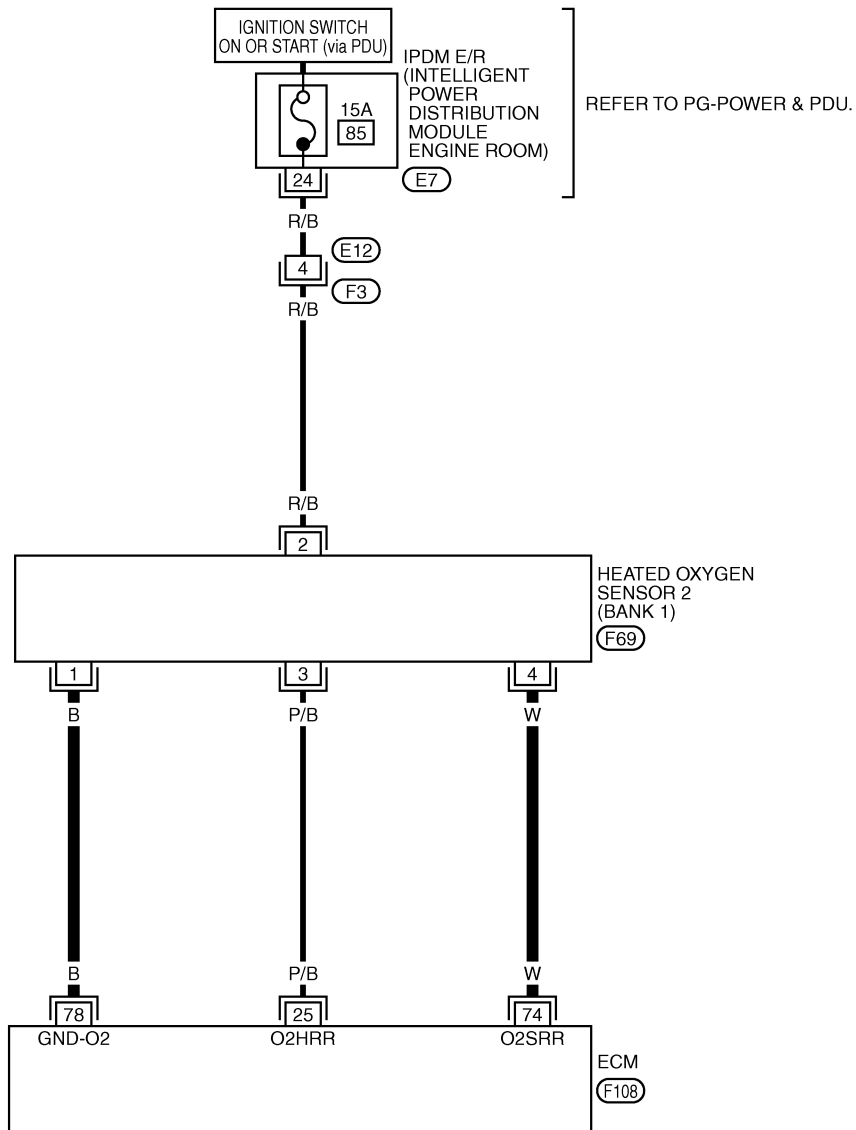 IGNITION SWITCH
ON OR START (via PDU)
IPDM E/R
(INTELLIGENT
POWER
DISTRIBUTION
MODULE
ENGINE ROOM)
REFER TO PG-POWER & PDU.
15A
85
24
E7
R/B
E12
4
F3
R/B
R/B
2
HEATED OXYGEN
SENSOR 2
(BANK 1)
F69
1
3
4
B
P/B
W
B
P/B
W
78
25
74
GND-O2
O2HRR
O2SRR
ECM
F108